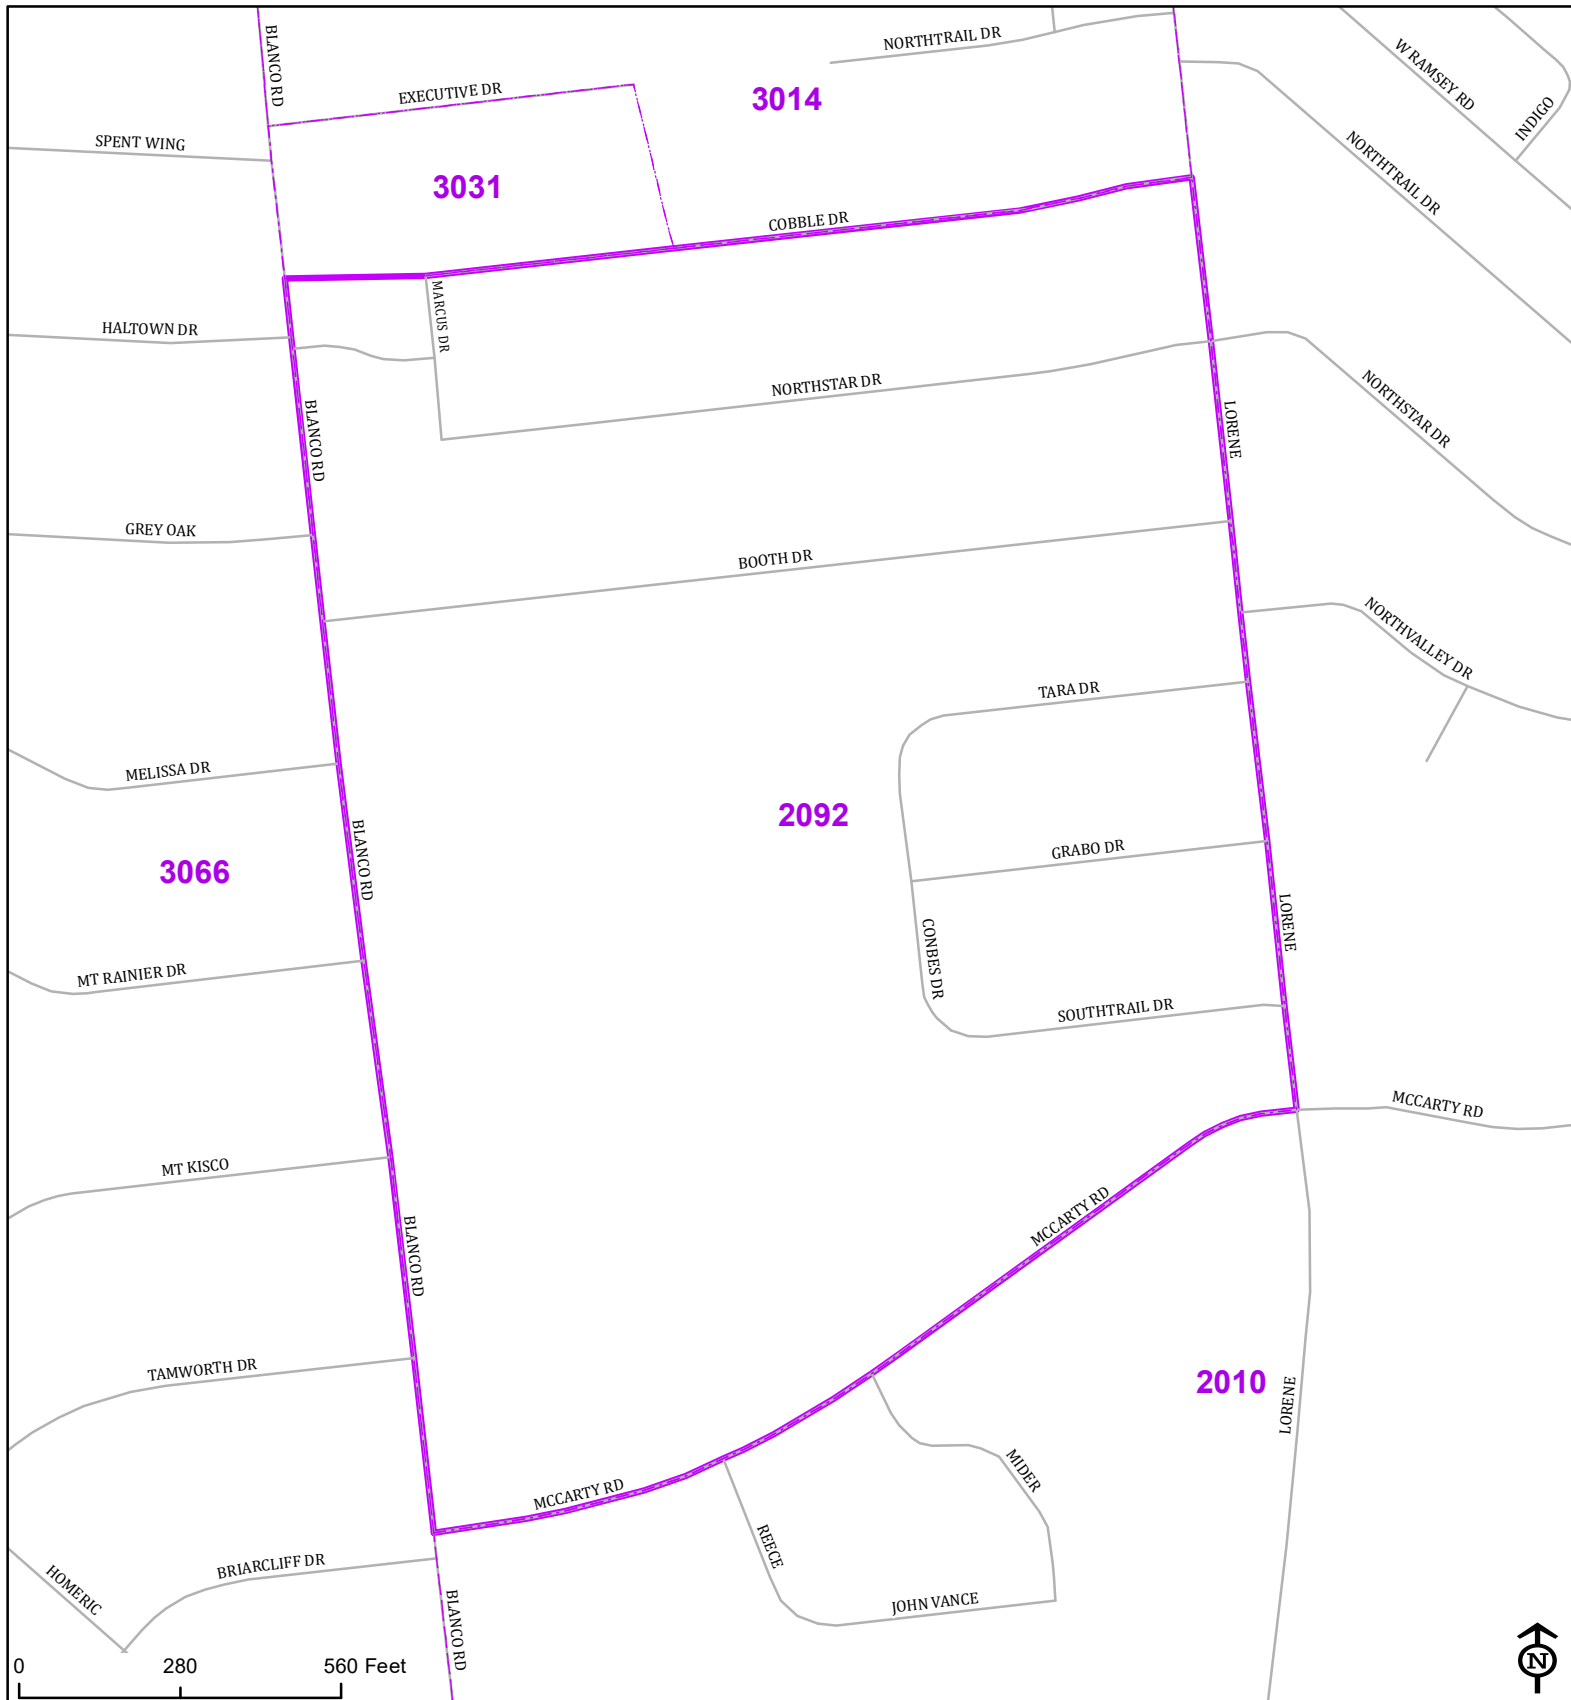 BLANCO RD
NORTHTRAIL DR
W RAMSEY RD
EXECUTIVE DR
3014
INDIGO
SPENT WING
NORTHTRAIL DR
3031
COBBLE DR
MARCUS DR
HALTOWN DR
NORTHSTAR DR
NORTHSTAR DR
BLANCO RD
LORENE
GREY OAK
BOOTH DR
NORTHVALLEY DR
TARA DR
MELISSA DR
2092
BLANCO RD
GRABO DR
3066
LORENE
CONBES DR
MT RAINIER DR
SOUTHTRAIL DR
MCCARTY RD
MT KISCO
MCCARTY RD
BLANCO RD
TAMWORTH DR
2010
LORENE
MIDER
MCCARTY RD
REECE
BRIARCLIFF DR
HOMERIC
JOHN VANCE
BLANCO RD
0 280 560 Feet
N